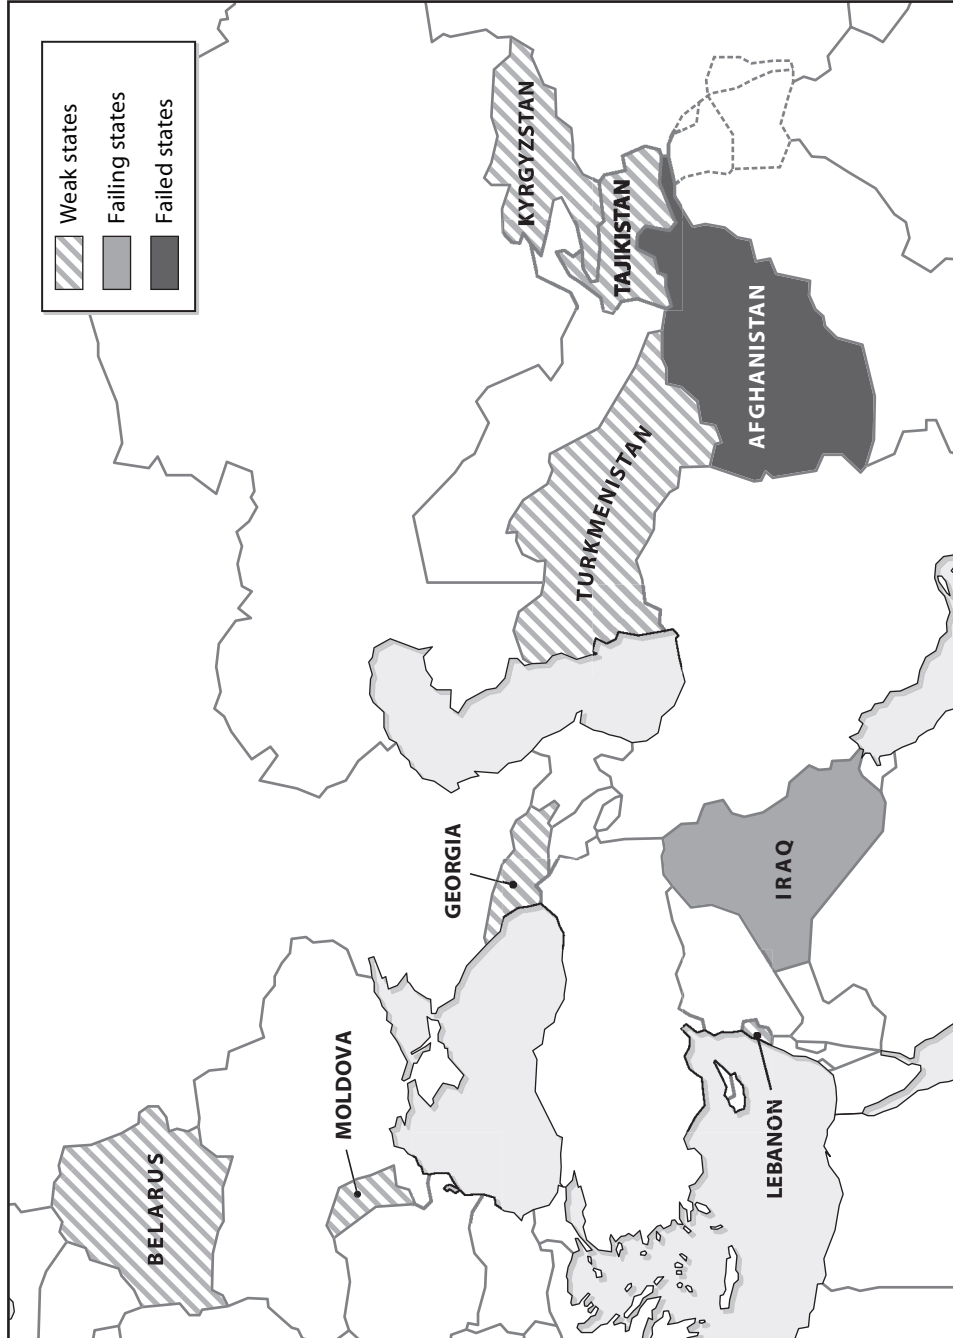 Weak states
Failing states
Failed states
BELARUS
MOLDOVA
GEORGIA
LEBANON
IRAQ
TURKMENISTAN
KYRGYZSTAN
TAJIKISTAN
AFGHANISTAN